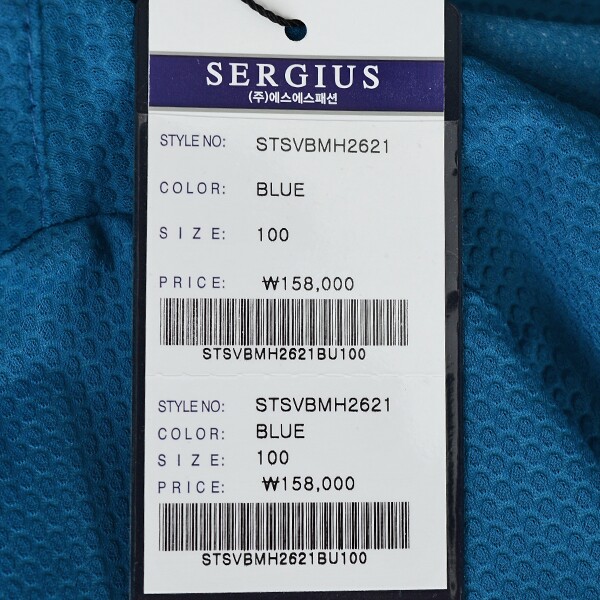 SERGIUS
(주)에스에스패션
STYLE NO: STSVBMH2621
COLOR: BLUE
SIZE: 100
PRICE: ₩158,000
STSVBMH2621BU100
STYLE NO: STSVBMH2621
COLOR: BLUE
SIZE: 100
PRICE: ₩158,000
STSVBMH2621BU100